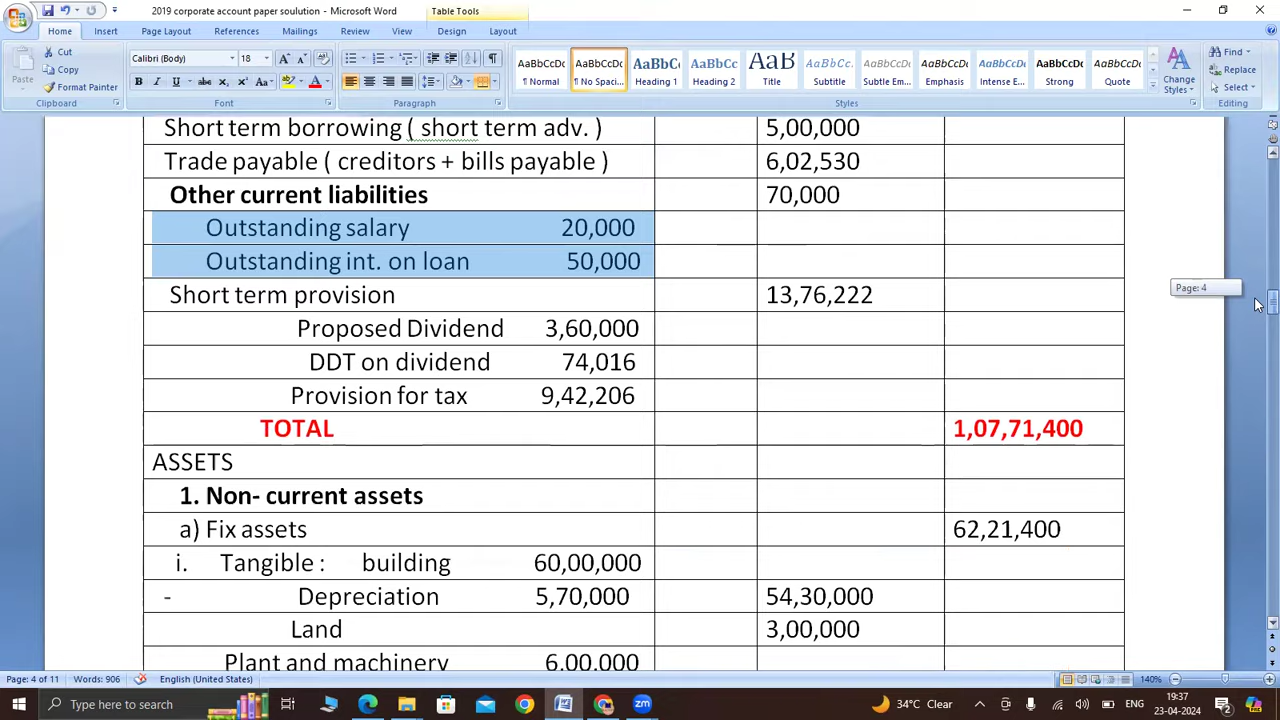 2019 corporate account paper soulution - Microsoft Word
Table Tools
Home Insert Page Layout References Mailings Review View Design Layout
Cut
Copy
Format Painter
Paste
Clipboard
Calibri (Body) 18
Font
Paragraph
AaBbCcDc AaBbCcDc AaBbC AaBbCc AaB AaBbCc. AaBbCcDc AaBbCcDc AaBbCcDc AaBbCcDc AaBbCcDc
¶ Normal ¶ No Spaci... Heading 1 Heading 2 Title Subtitle Subtle Em... Emphasis Intense E... Strong Quote
Change Styles
Styles
Find
Replace
Select
Editing
Short term borrowing ( short term adv. ) 5,00,000
Trade payable ( creditors + bills payable ) 6,02,530
Other current liabilities 70,000
Outstanding salary 20,000
Outstanding int. on loan 50,000
Short term provision 13,76,222
Page: 4
Proposed Dividend 3,60,000
DDT on dividend 74,016
Provision for tax 9,42,206
TOTAL 1,07,71,400
ASSETS
1. Non- current assets
a) Fix assets 62,21,400
i. Tangible : building 60,00,000
- Depreciation 5,70,000 54,30,000
Land 3,00,000
Plant and machinery 6,00,000
Page: 4 of 11 Words: 906 English (United States) 140%
Type here to search
34°C Clear
19:37
23-04-2024